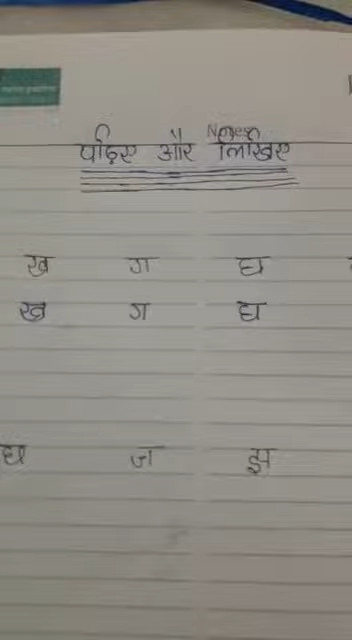 पढ़िए और लिखिए
ख ग घ
ख ग घ
घ ज झ